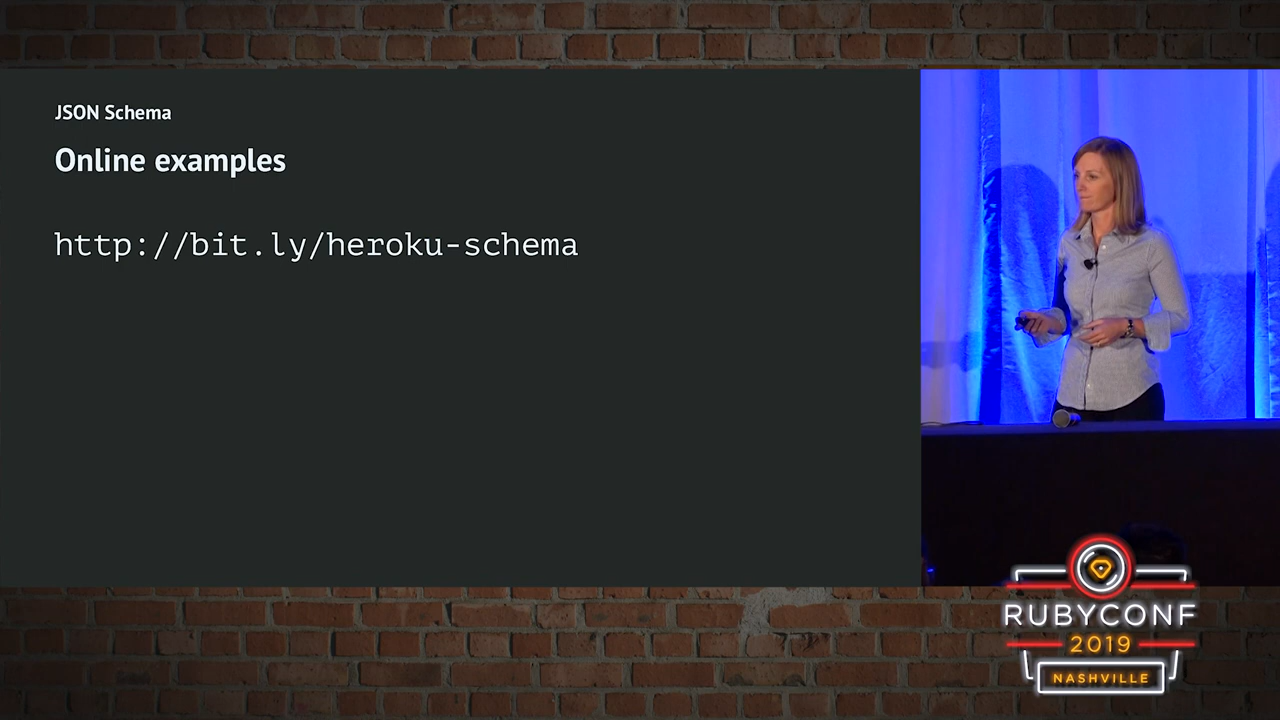 JSON Schema
Online examples
http://bit.ly/heroku-schema
RUBYCONF
2019
NASHVILLE